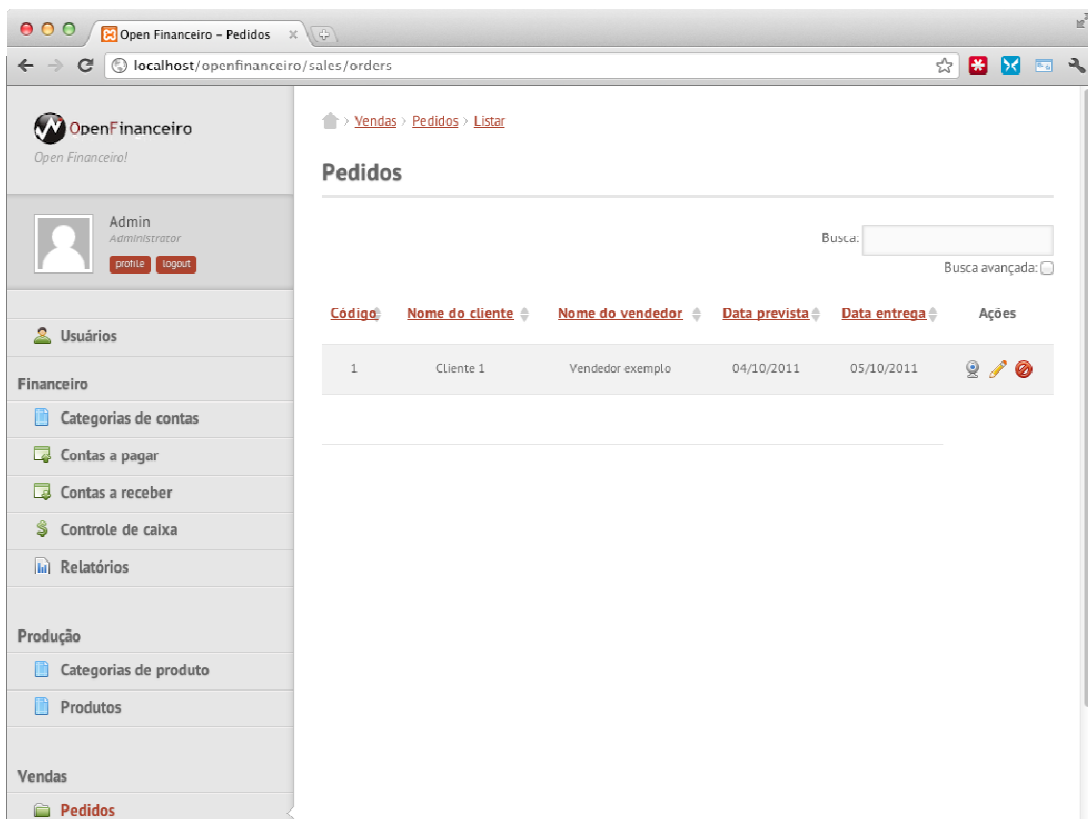 Open Financeiro – Pedidos
localhost/openfinanceiro/sales/orders
OpenFinanceiro
Open Financeiro!
Admin
Administrator
profile logout
Usuários
Financeiro
Categorias de contas
Contas a pagar
Contas a receber
Controle de caixa
Relatórios
Produção
Categorias de produto
Produtos
Vendas
Pedidos
> Vendas > Pedidos > Listar
Pedidos
Busca:
Busca avançada:
Código Nome do cliente Nome do vendedor Data prevista Data entrega Ações
1 Cliente 1 Vendedor exemplo 04/10/2011 05/10/2011